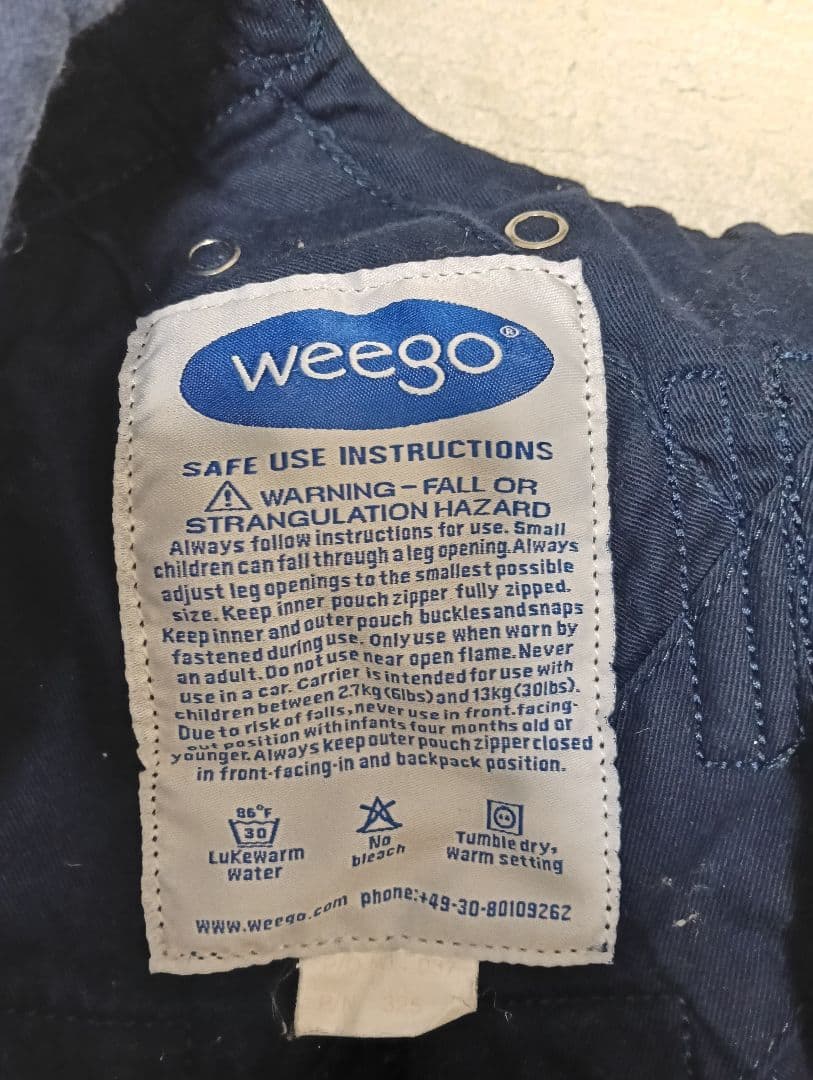 weego®
SAFE USE INSTRUCTIONS
WARNING – FALL OR
STRANGULATION HAZARD
Always follow instructions for use. Small
children can fall through a leg opening. Always
adjust leg openings to the smallest possible
size. Keep inner pouch zipper fully zipped.
Keep inner and outer pouch buckles and snaps
fastened during use. Only use when worn by
an adult. Do not use near open flame. Never
use in a car. Carrier is intended for use with
children between 2.7kg (6lbs) and 13kg (30lbs).
Due to risk of falls, never use in front-facing-
out position with infants four months old or
younger. Always keep outer pouch zipper closed
in front-facing-in and backpack position.
86°F
30
Lukewarm
water
No
bleach
Tumble dry,
warm setting
www.weego.com phone:+49-30-80109262